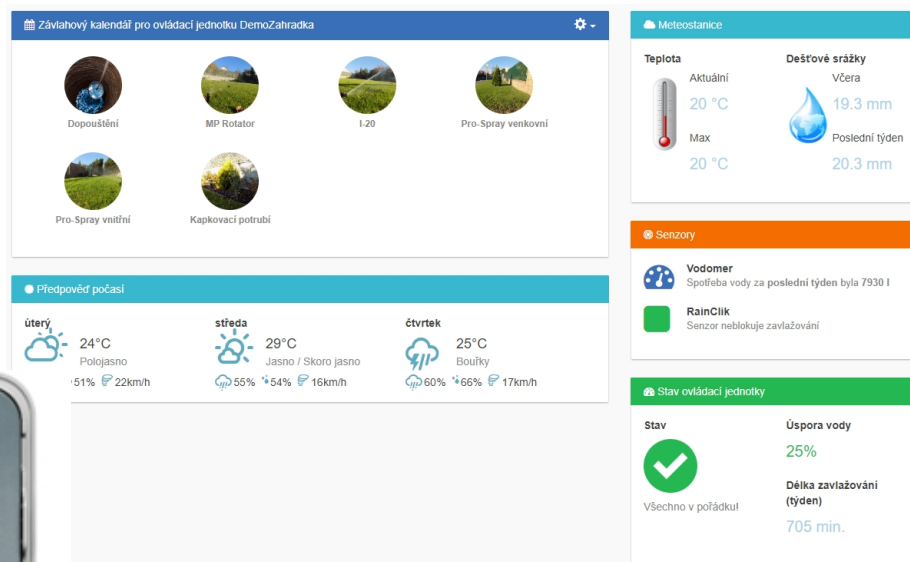 Závlahový kalendář pro ovládací jednotku DemoZahradka
Dopouštění
MP Rotator
I-20
Pro-Spray venkovní
Pro-Spray vnitřní
Kapkovací potrubí
Předpověď počasí
úterý
24°C
Polojasno
51% 22km/h
středa
29°C
Jasno / Skoro jasno
55% 54% 16km/h
čtvrtek
25°C
Bouřky
60% 66% 17km/h
Meteostanice
Teplota
Aktuální
20 °C
Max
20 °C
Dešťové srážky
Včera
19.3 mm
Poslední týden
20.3 mm
Senzory
Vodomer
Spotřeba vody za poslední týden byla 7930 l
RainClik
Senzor neblokuje zavlažování
Stav ovládací jednotky
Stav
Všechno v pořádku!
Úspora vody
25%
Délka zavlažování
(týden)
705 min.